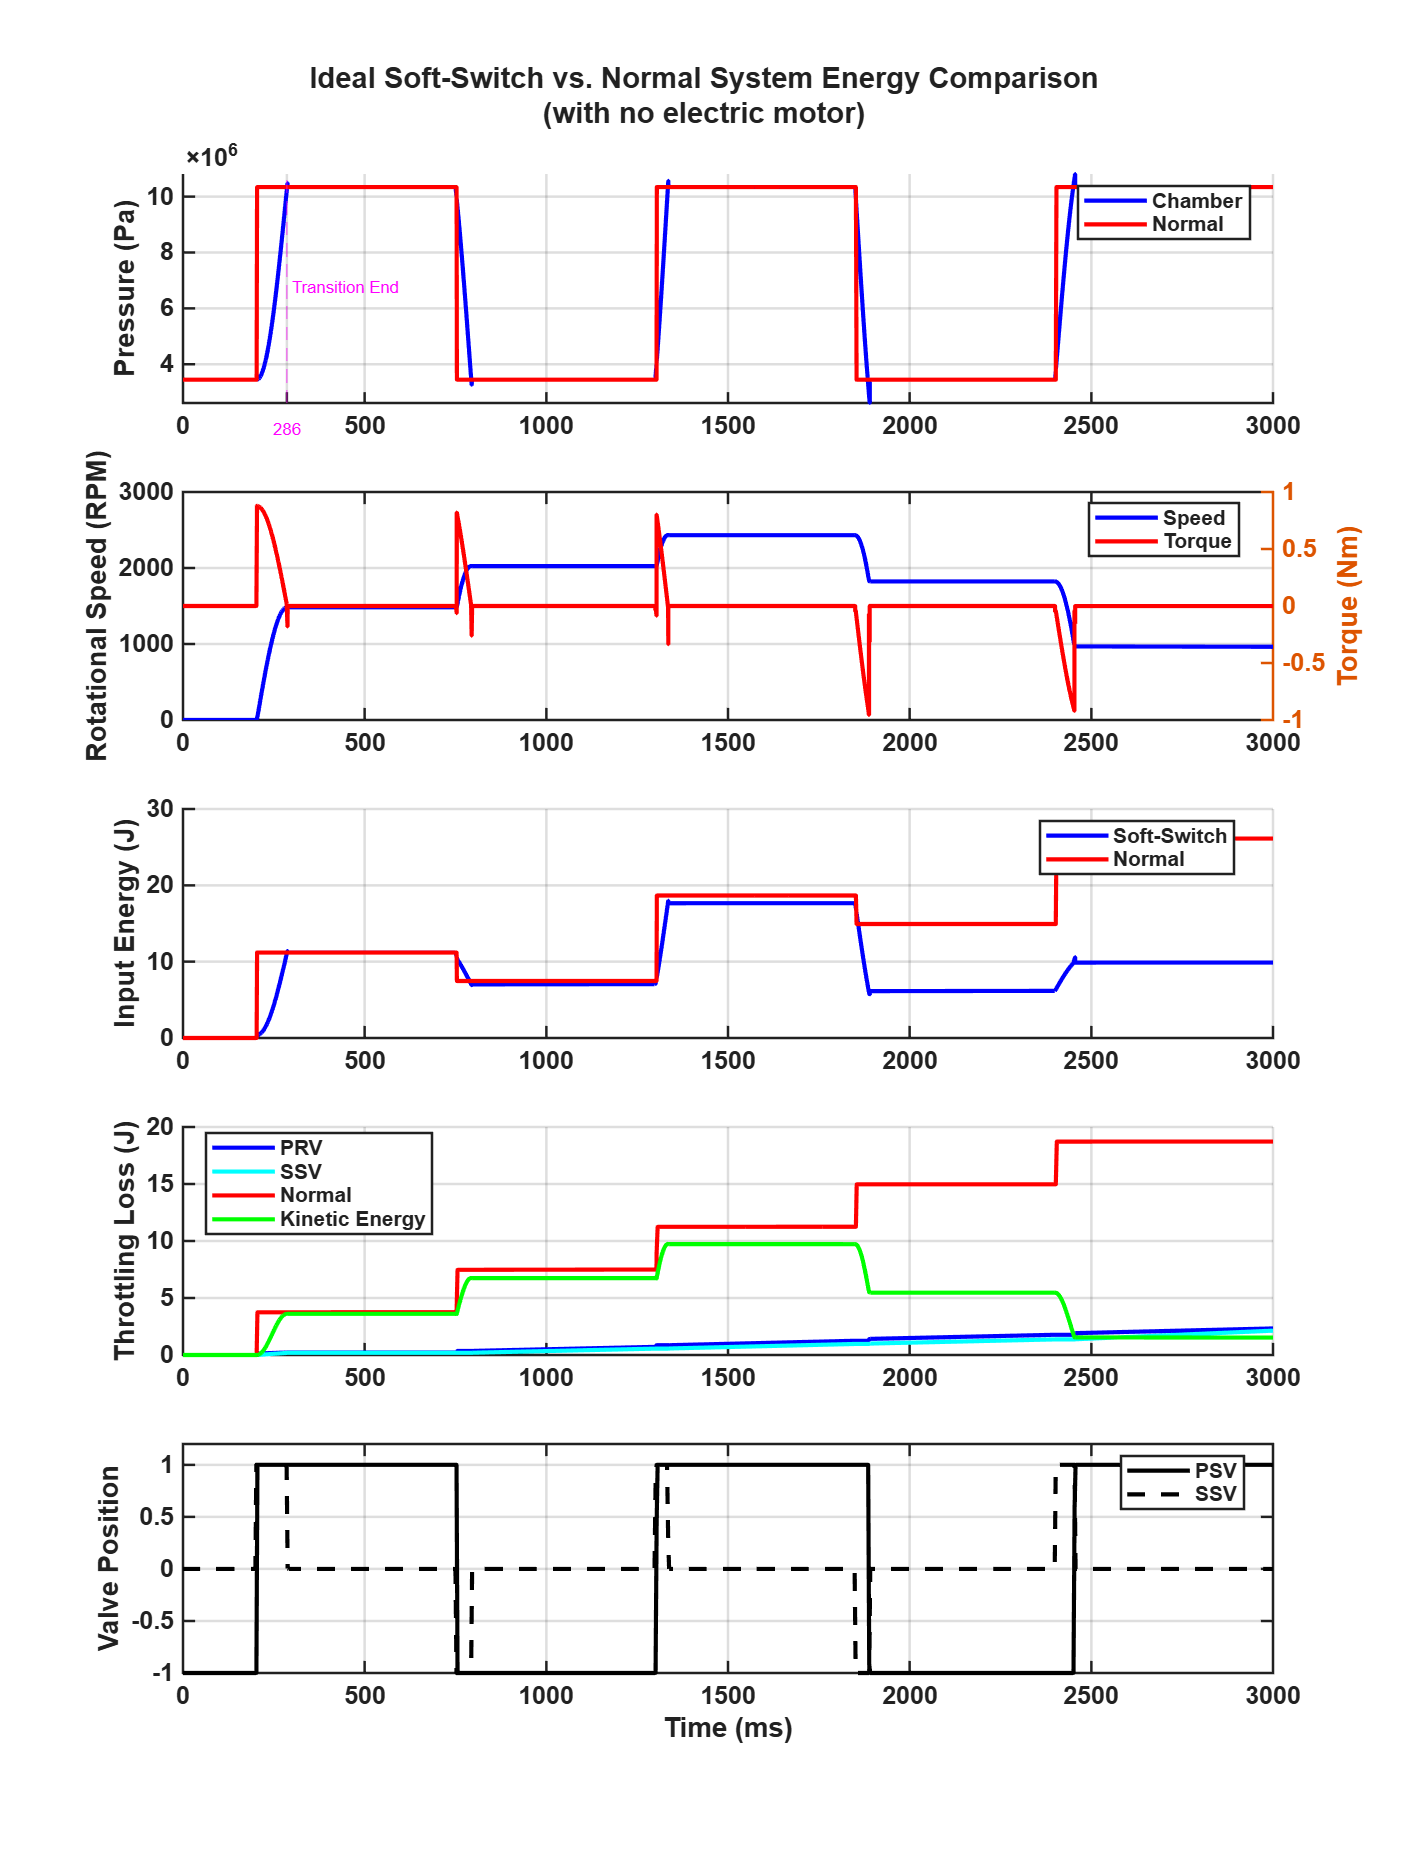 Ideal Soft-Switch vs. Normal System Energy Comparison
(with no electric motor)
×10^6
Pressure (Pa)
10
8
6
4
Chamber
Normal
Transition End
0 500 1000 1500 2000 2500 3000
286
Rotational Speed (RPM)
3000
2000
1000
0
Speed
Torque
1
0.5
0
-0.5
-1
Torque (Nm)
0 500 1000 1500 2000 2500 3000
Input Energy (J)
30
20
10
0
Soft-Switch
Normal
0 500 1000 1500 2000 2500 3000
Throttling Loss (J)
20
15
10
5
0
PRV
SSV
Normal
Kinetic Energy
0 500 1000 1500 2000 2500 3000
Valve Position
1
0.5
0
-0.5
-1
PSV
SSV
0 500 1000 1500 2000 2500 3000
Time (ms)